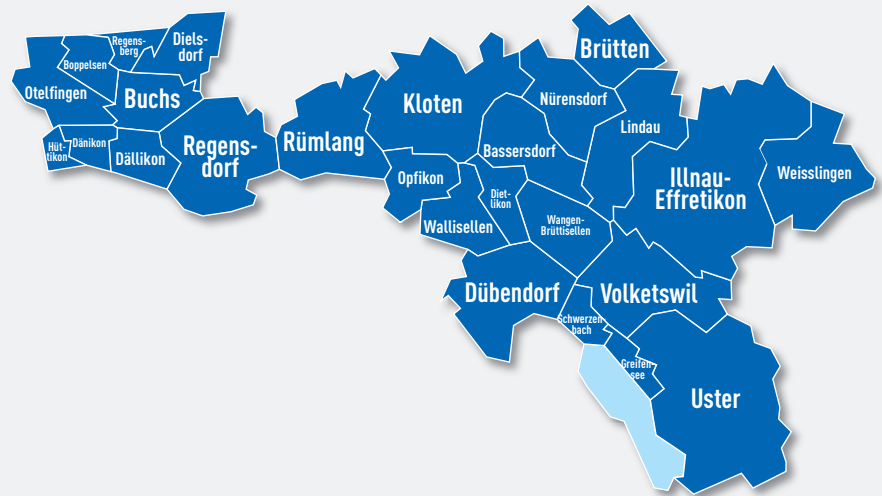 Regens-
berg
Diels-
dorf
Boppelsen
Otelfingen
Buchs
Hüt-
tikon
Dänikon
Dällikon
Regens-
dorf
Rümlang
Kloten
Opfikon
Wallisellen
Diet-
likon
Bassersdorf
Nürensdorf
Brütten
Lindau
Wangen-
Brüttisellen
Illnau-
Effretikon
Weisslingen
Dübendorf
Volketswil
Schwerzen
bach
Greifen-
see
Uster